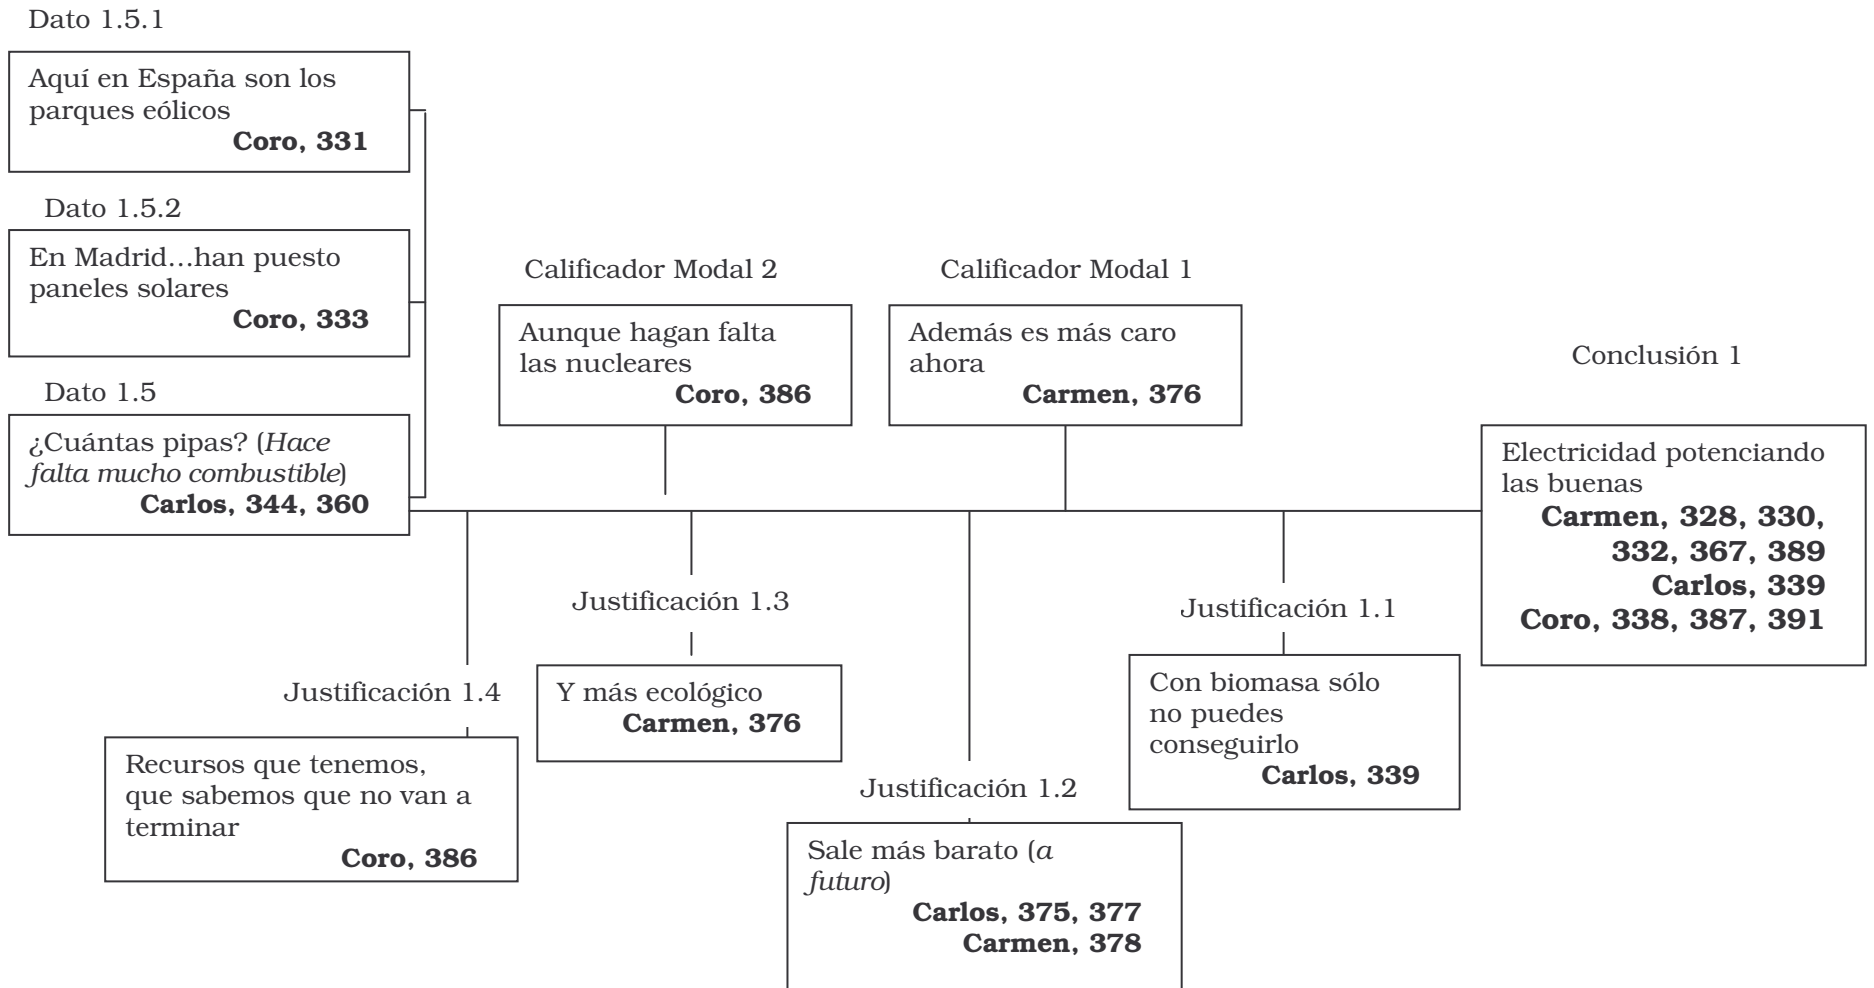 Dato 1.5.1
Aquí en España son los
parques eólicos
Coro, 331
Dato 1.5.2
En Madrid...han puesto
paneles solares
Coro, 333
Dato 1.5
¿Cuántas pipas? (Hace
falta mucho combustible)
Carlos, 344, 360
Calificador Modal 2
Aunque hagan falta
las nucleares
Coro, 386
Calificador Modal 1
Además es más caro
ahora
Carmen, 376
Conclusión 1
Electricidad potenciando
las buenas
Carmen, 328, 330,
332, 367, 389
Carlos, 339
Coro, 338, 387, 391
Justificación 1.4
Recursos que tenemos,
que sabemos que no van a
terminar
Coro, 386
Justificación 1.3
Y más ecológico
Carmen, 376
Justificación 1.2
Sale más barato (a
futuro)
Carlos, 375, 377
Carmen, 378
Justificación 1.1
Con biomasa sólo
no puedes
conseguirlo
Carlos, 339